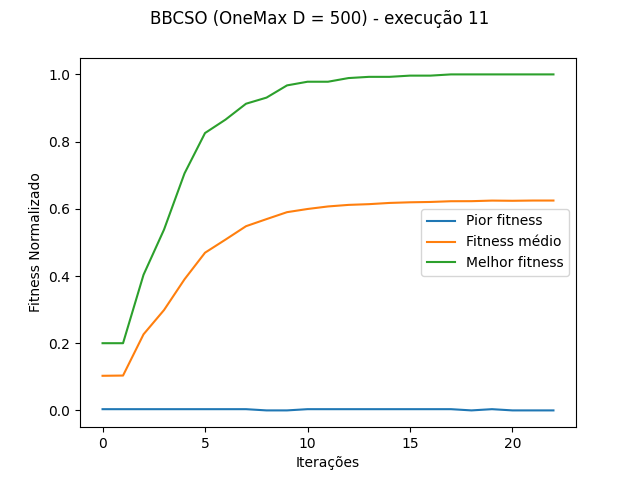 BBCSO (OneMax D = 500) - execução 11
Fitness Normalizado
1.0
0.8
0.6
0.4
0.2
0.0
Pior fitness
Fitness médio
Melhor fitness
0 5 10 15 20
Iterações